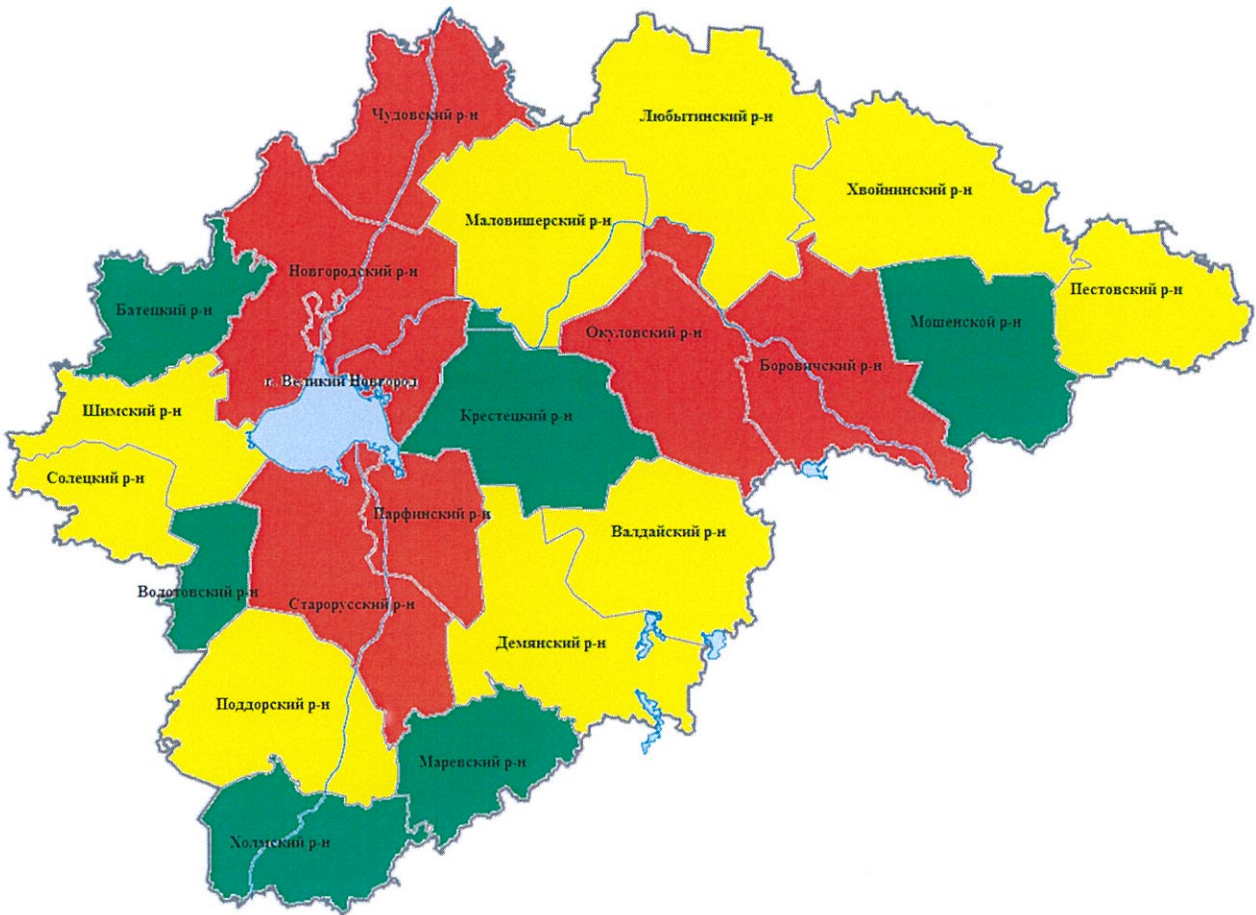 Чудовский р-н
Любытинский р-н
Хвойнинский р-н
Маловишерский р-н
Новгородский р-н
Пестовский р-н
Батецкий р-н
Мошенской р-н
Окуловский р-н
Боровичский р-н
г. Великий Новгород
Шимский р-н
Крестецкий р-н
Солецкий р-н
Парфинский р-н
Валдайский р-н
Волотовский р-н
Старорусский р-н
Демянский р-н
Поддорский р-н
Маревский р-н
Холмский р-н